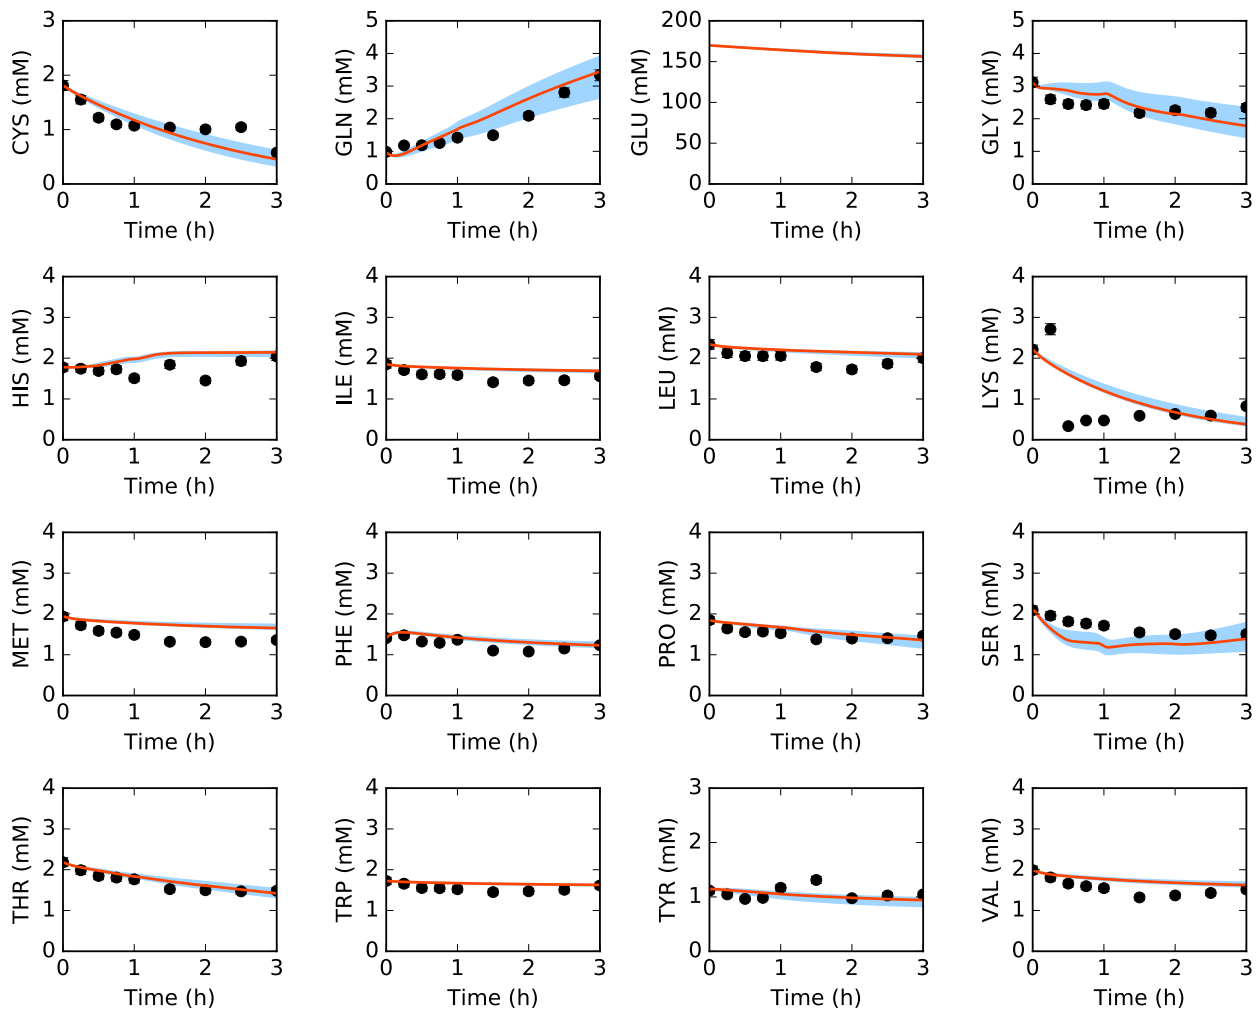 CYS (mM)
3
2
1
0
0 1 2 3
Time (h)
GLN (mM)
5
4
3
2
1
0
0 1 2 3
Time (h)
GLU (mM)
200
150
100
50
0
0 1 2 3
Time (h)
GLY (mM)
5
4
3
2
1
0
0 1 2 3
Time (h)
HIS (mM)
4
3
2
1
0
0 1 2 3
Time (h)
ILE (mM)
4
3
2
1
0
0 1 2 3
Time (h)
LEU (mM)
4
3
2
1
0
0 1 2 3
Time (h)
LYS (mM)
4
3
2
1
0
0 1 2 3
Time (h)
MET (mM)
4
3
2
1
0
0 1 2 3
Time (h)
PHE (mM)
4
3
2
1
0
0 1 2 3
Time (h)
PRO (mM)
4
3
2
1
0
0 1 2 3
Time (h)
SER (mM)
4
3
2
1
0
0 1 2 3
Time (h)
THR (mM)
4
3
2
1
0
0 1 2 3
Time (h)
TRP (mM)
4
3
2
1
0
0 1 2 3
Time (h)
TYR (mM)
3
2
1
0
0 1 2 3
Time (h)
VAL (mM)
4
3
2
1
0
0 1 2 3
Time (h)